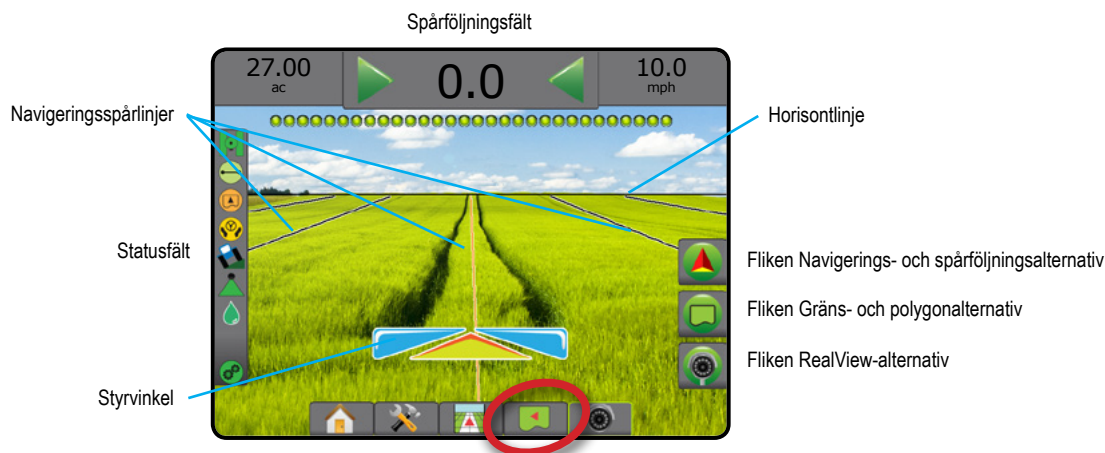 Spårföljningsfält
27.00
ac
0.0
10.0
mph
Navigeringsspårlinjer
Horisontlinje
Statusfält
Fliken Navigerings- och spårföljningsalternativ
Fliken Gräns- och polygonalternativ
Fliken RealView-alternativ
Styrvinkel